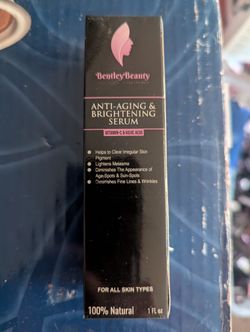 BentleyBeauty
ANTI-AGING &
BRIGHTENING
SERUM
VITAMIN C & KOJIC ACID
Helps to Clear Irregular Skin
Pigment
Lightens Melasma
Diminishes The Appearance of
Age-Spots & Sun-Spots
Diminishes Fine Lines & Wrinkles
FOR ALL SKIN TYPES
100% Natural 1 FL oz